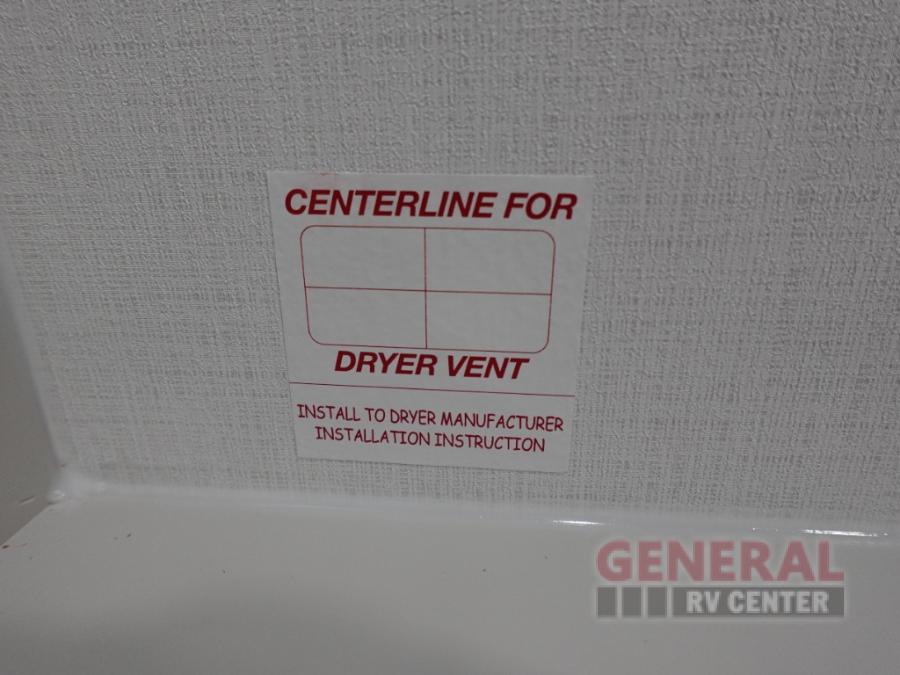 CENTERLINE FOR
DRYER VENT
INSTALL TO DRYER MANUFACTURER
INSTALLATION INSTRUCTION
GENERAL
RV CENTER